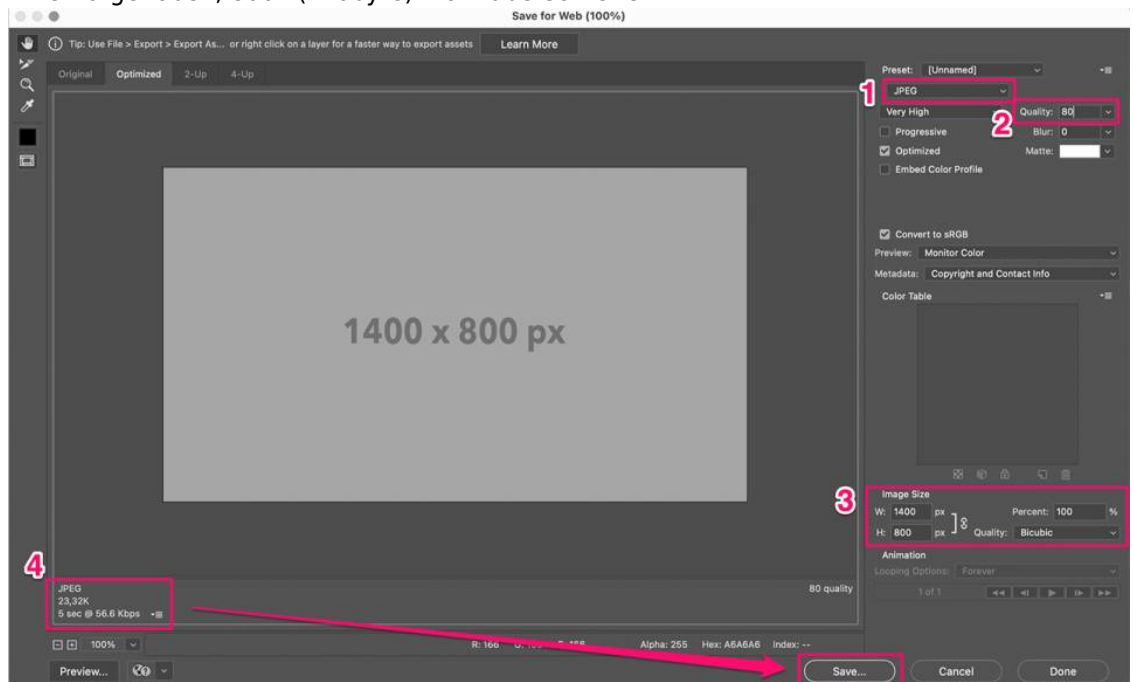 Save for Web (100%)
Tip: Use File > Export > Export As... or right click on a layer for a faster way to export assets
Learn More
Original Optimized 2-Up 4-Up
Preset: [Unnamed]
1
JPEG
Very High
2
Quality: 80
Progressive
Blur: 0
Optimized
Matte:
Embed Color Profile
Convert to sRGB
Preview: Monitor Color
Metadata: Copyright and Contact Info
Color Table
1400 x 800 px
3
Image Size
W: 1400 px
Percent: 100 %
H: 800 px
Quality: Bicubic
Animation
Looping Options: Forever
1 of 1
4
JPEG
23,32K
5 sec @ 56.6 Kbps
80 quality
100%
R: 166
Alpha: 255 Hex: A6A6A6 Index: --
Preview...
Save...
Cancel
Done